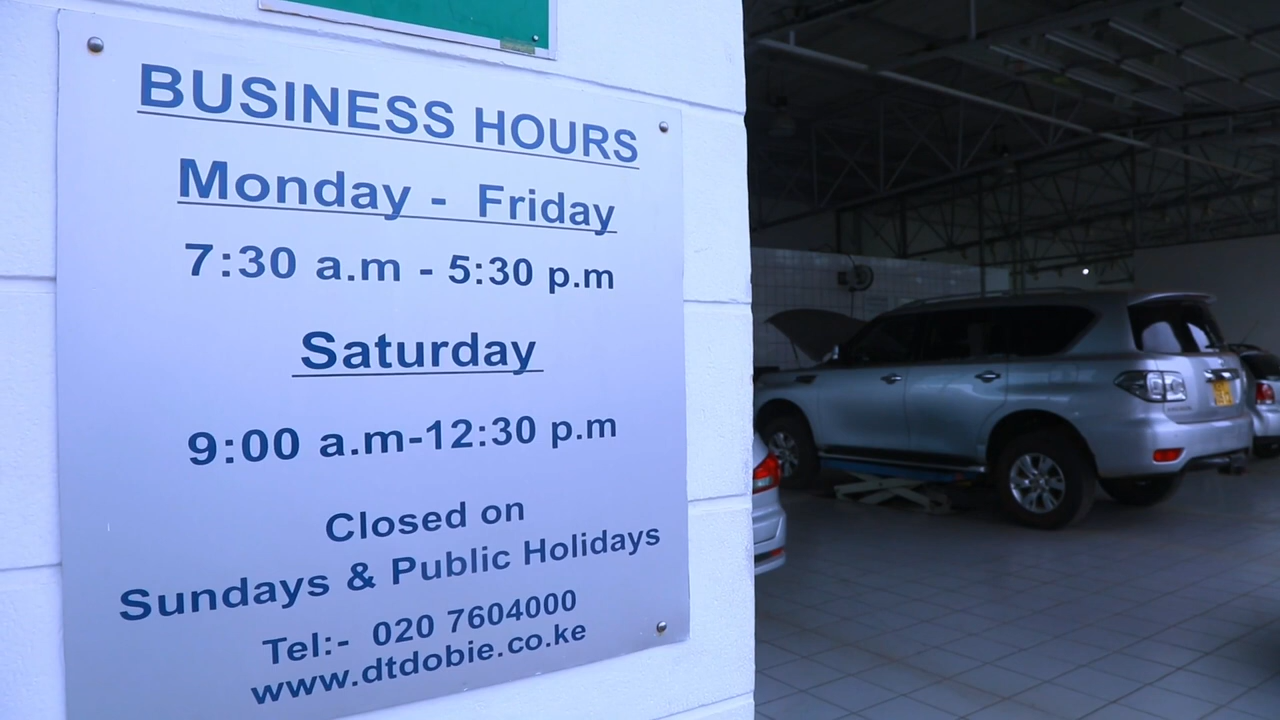 BUSINESS HOURS
Monday - Friday
7:30 a.m - 5:30 p.m
Saturday
9:00 a.m-12:30 p.m
Closed on
Sundays & Public Holidays
Tel:- 020 7604000
www.dtdobie.co.ke